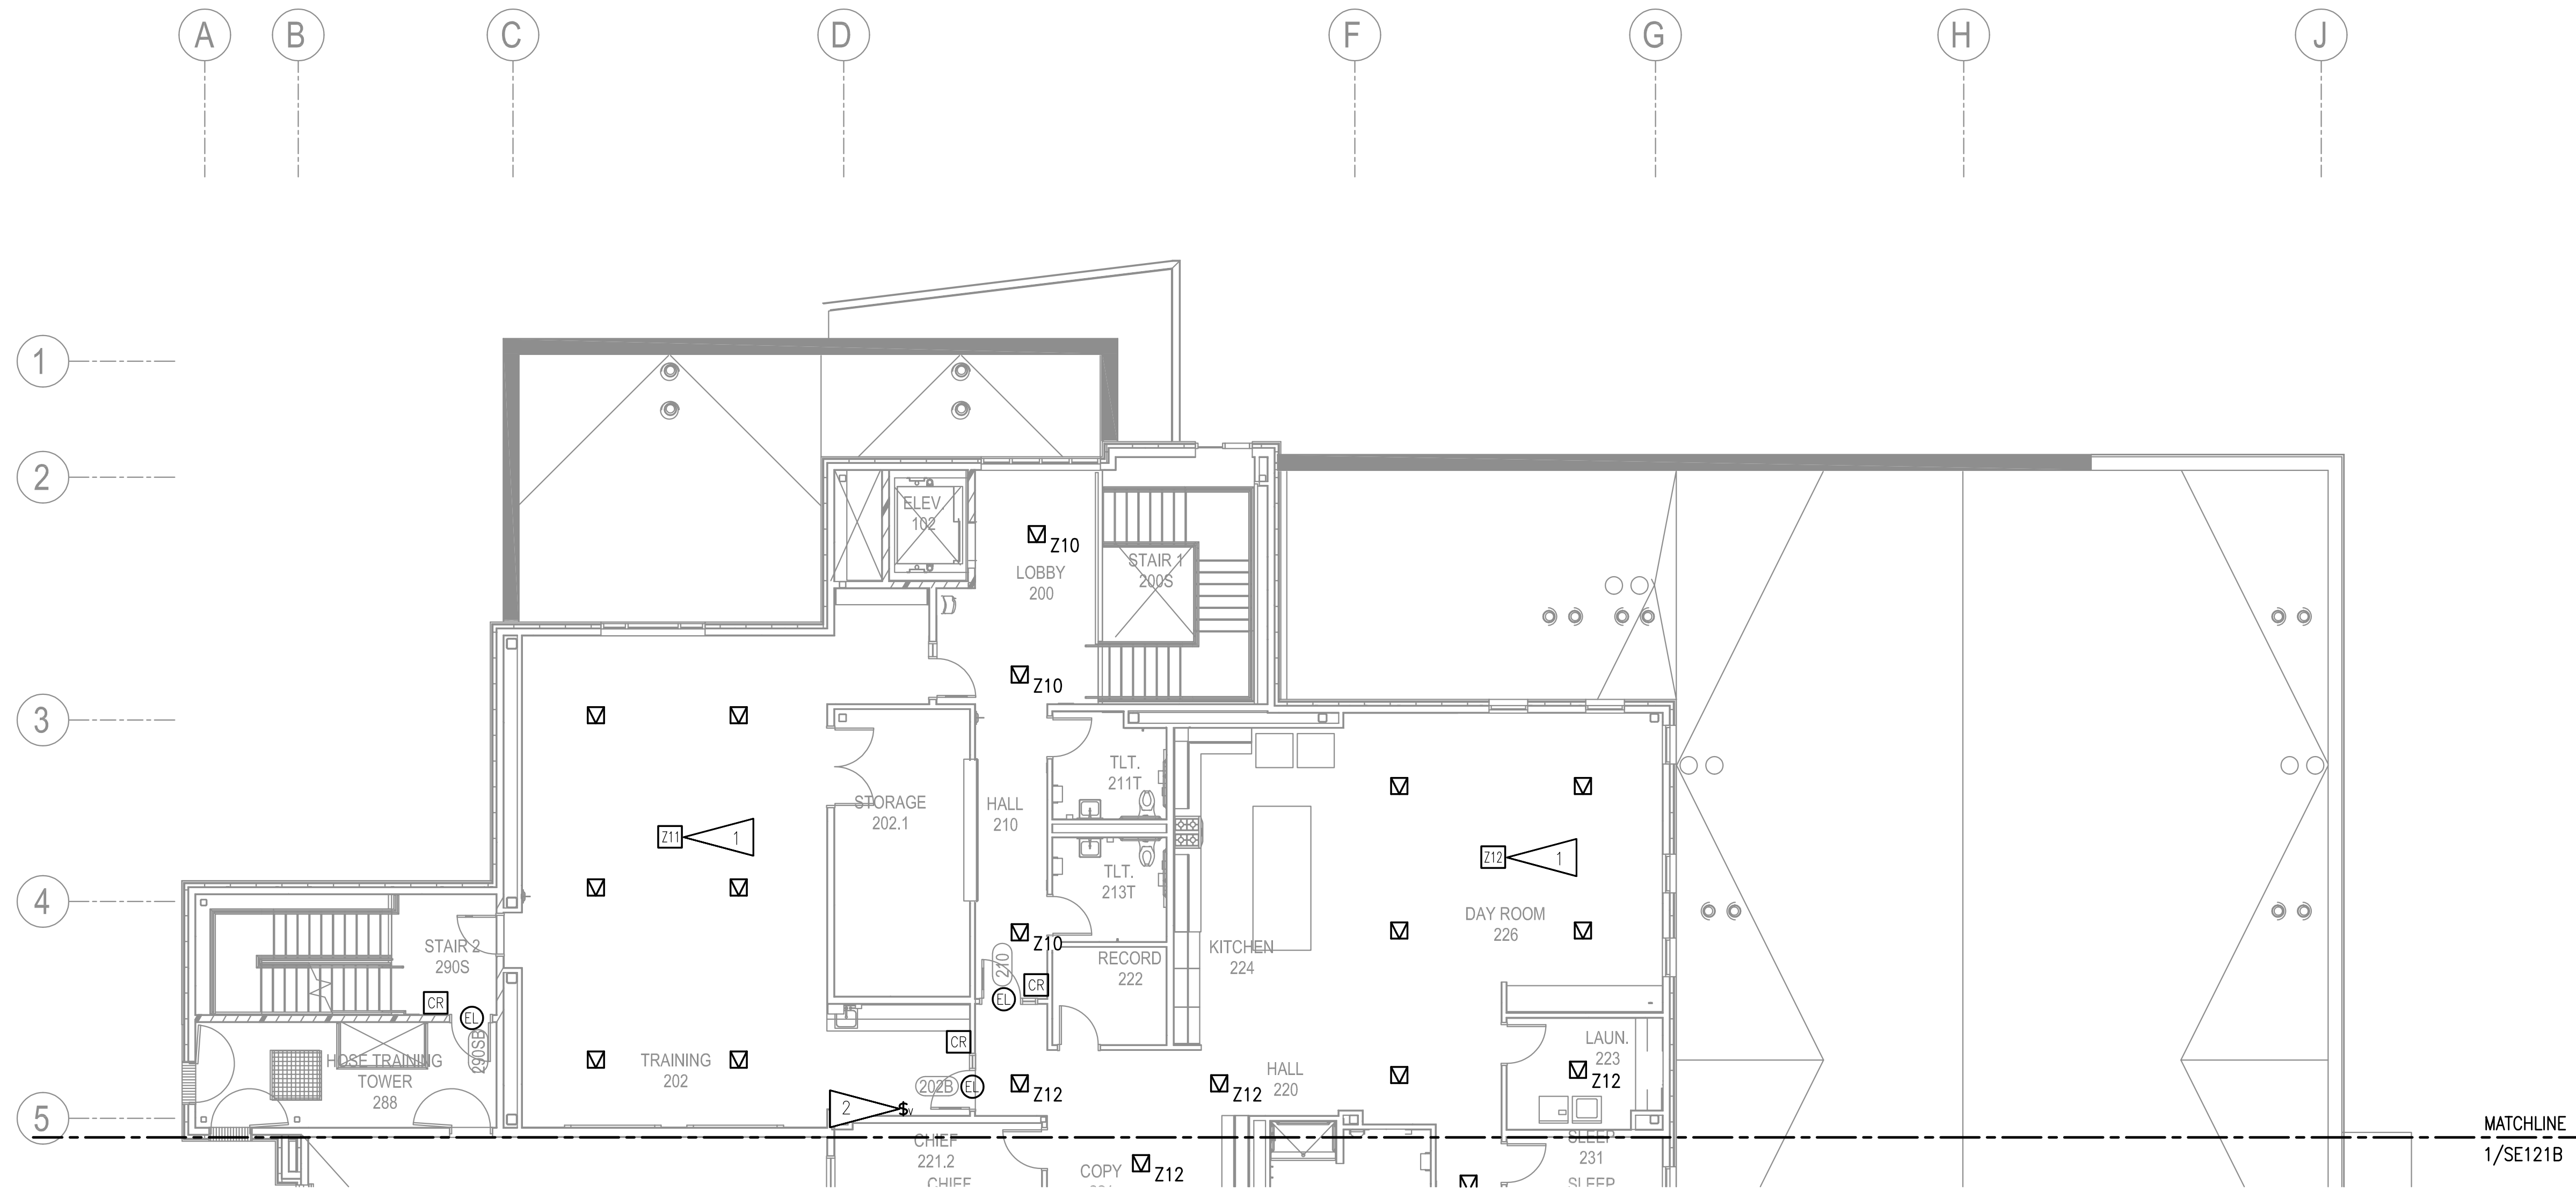 A
B
C
D
F
G
H
J
1
2
3
4
5
ELEV.
102
Z10
LOBBY
200
STAIR 1
200S
Z10
TLT.
211T
STORAGE
202.1
HALL
210
Z11
1
Z12
1
TLT.
213T
DAY ROOM
226
Z10
KITCHEN
224
STAIR 2
290S
RECORD
222
210
CR
EL
CR
EL
CR
290SB
HOSE TRAINING
TOWER
288
TRAINING
202
LAUN.
223
Z12
HALL
220
202B
EL
Z12
Z12
2
$v
MATCHLINE
1/SE121B
CHIEF
221.2
SLEEP
231
COPY
Z12
CHIEF
SLEEP